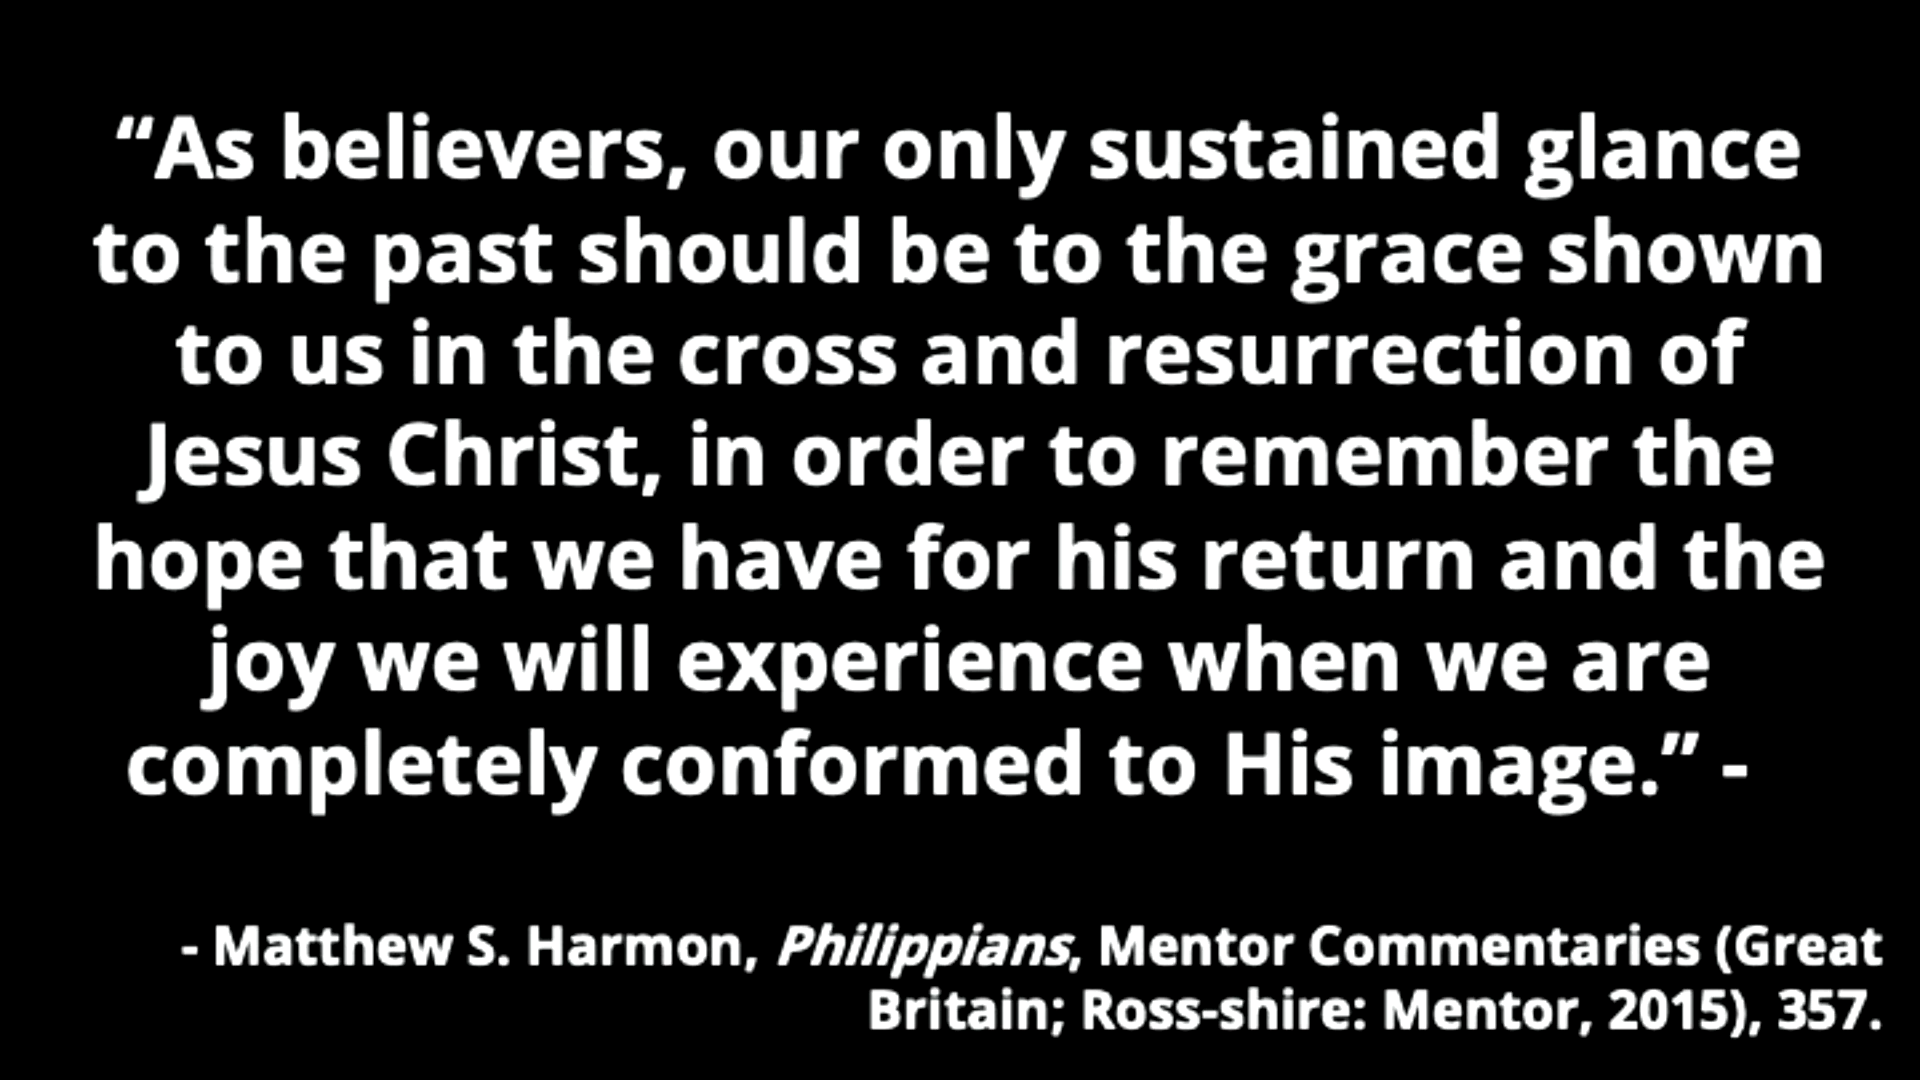 “As believers, our only sustained glance
to the past should be to the grace shown
to us in the cross and resurrection of
Jesus Christ, in order to remember the
hope that we have for his return and the
joy we will experience when we are
completely conformed to His image.” -
- Matthew S. Harmon, Philippians, Mentor Commentaries (Great
Britain; Ross-shire: Mentor, 2015), 357.